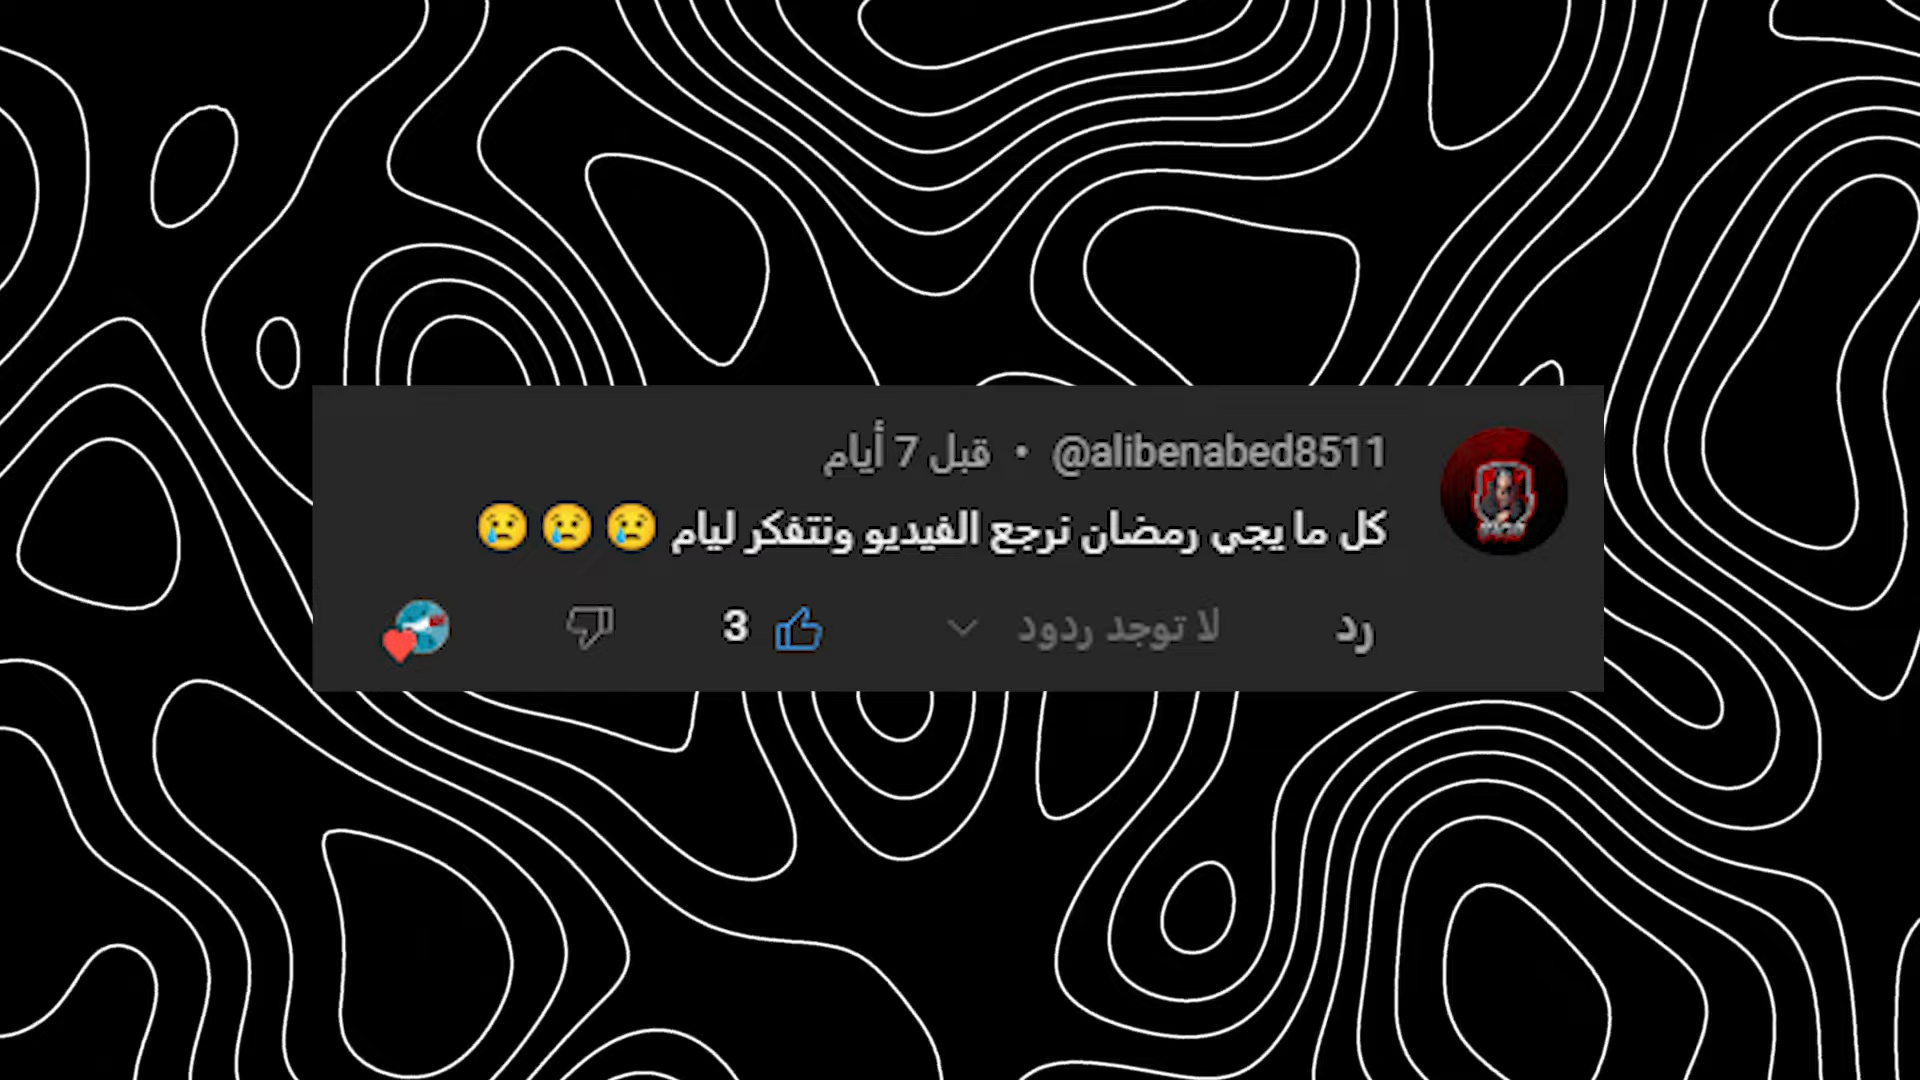 @alibenabed8511 • قبل 7 أيام
كل ما يجي رمضان نرجع الفيديو ونتفكر ليام 😢 😢 😢
رد لا توجد ردود 3